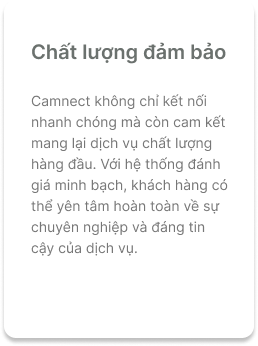 Chất lượng đảm bảo
Camnect không chỉ kết nối
nhanh chóng mà còn cam kết
mang lại dịch vụ chất lượng
hàng đầu. Với hệ thống đánh
giá minh bạch, khách hàng có
thể yên tâm hoàn toàn về sự
chuyên nghiệp và đáng tin
cậy của dịch vụ.